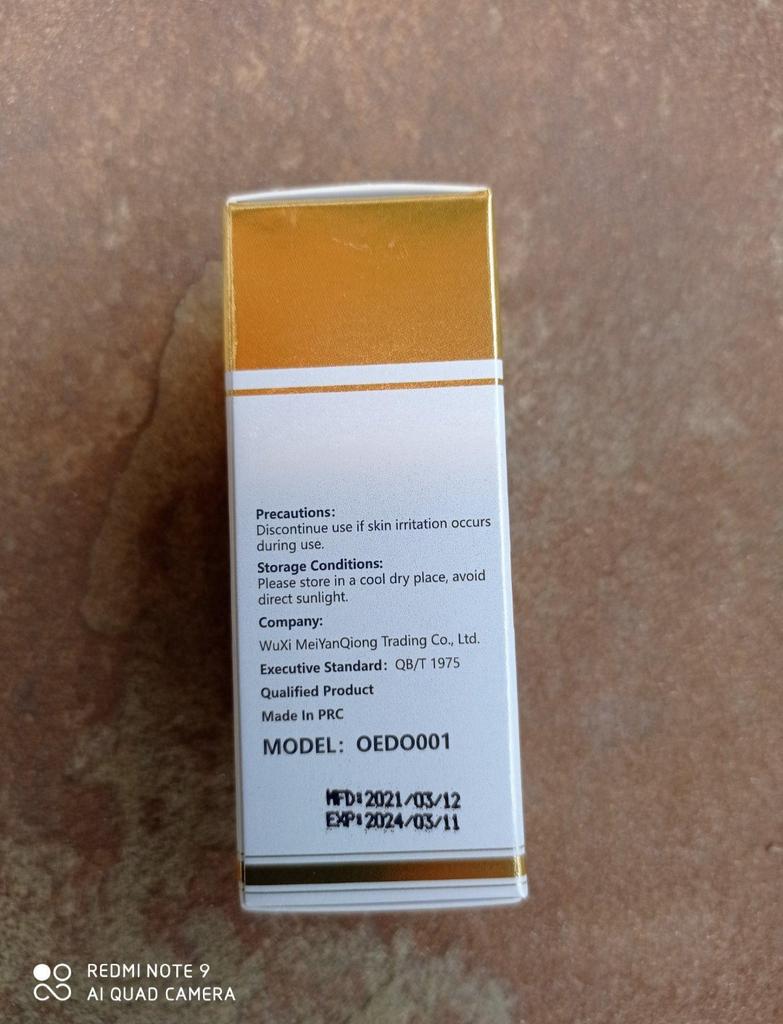 Precautions:
Discontinue use if skin irritation occurs
during use.
Storage Conditions:
Please store in a cool dry place, avoid
direct sunlight.
Company:
WuXi MeiYanQiong Trading Co., Ltd.
Executive Standard: QB/T 1975
Qualified Product
Made In PRC
MODEL: OEDO001
MFD:2021/03/12
EXP:2024/03/11
REDMI NOTE 9
AI QUAD CAMERA